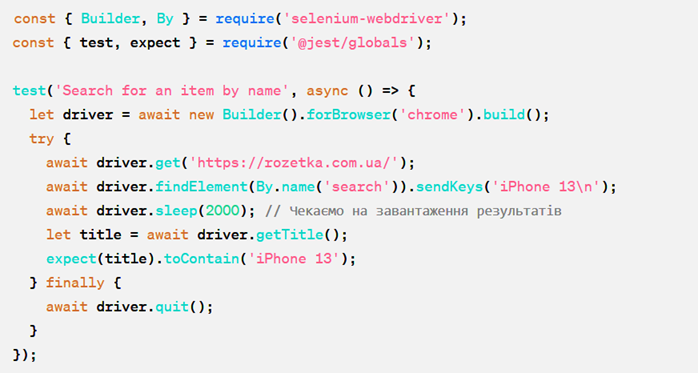 const { Builder, By } = require('selenium-webdriver');
const { test, expect } = require('@jest/globals');

test('Search for an item by name', async () => {
  let driver = await new Builder().forBrowser('chrome').build();
  try {
    await driver.get('https://rozetka.com.ua/');
    await driver.findElement(By.name('search')).sendKeys('iPhone 13\n');
    await driver.sleep(2000); // Чекаємо на завантаження результатів
    let title = await driver.getTitle();
    expect(title).toContain('iPhone 13');
  } finally {
    await driver.quit();
  }
});